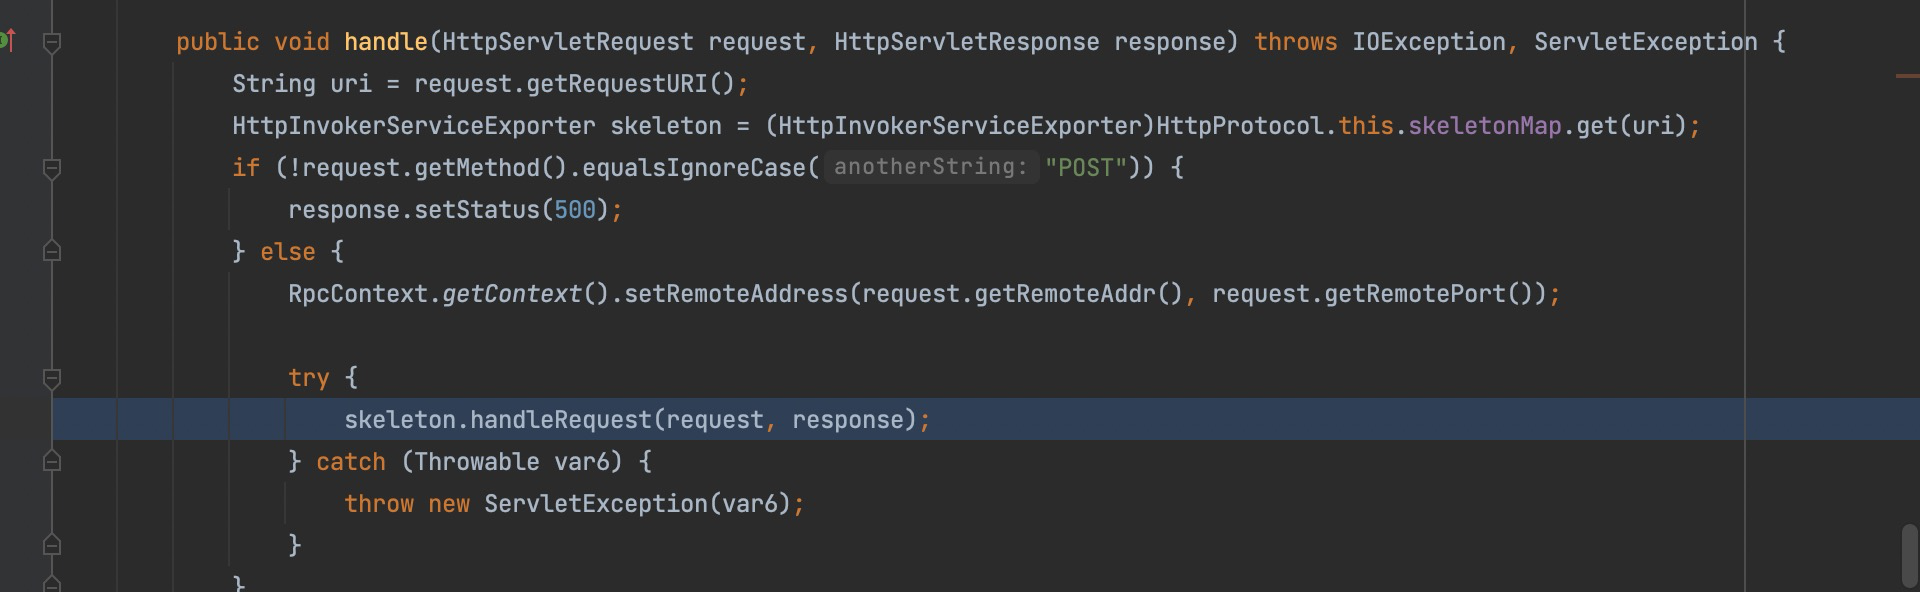 public void handle(HttpServletRequest request, HttpServletResponse response) throws IOException, ServletException {
String uri = request.getRequestURI();
HttpInvokerServiceExporter skeleton = (HttpInvokerServiceExporter)HttpProtocol.this.skeletonMap.get(uri);
if (!request.getMethod().equalsIgnoreCase( anotherString: "POST")) {
response.setStatus(500);
} else {
RpcContext.getContext().setRemoteAddress(request.getRemoteAddr(), request.getRemotePort());
try {
skeleton.handleRequest(request, response);
} catch (Throwable var6) {
throw new ServletException(var6);
}
}